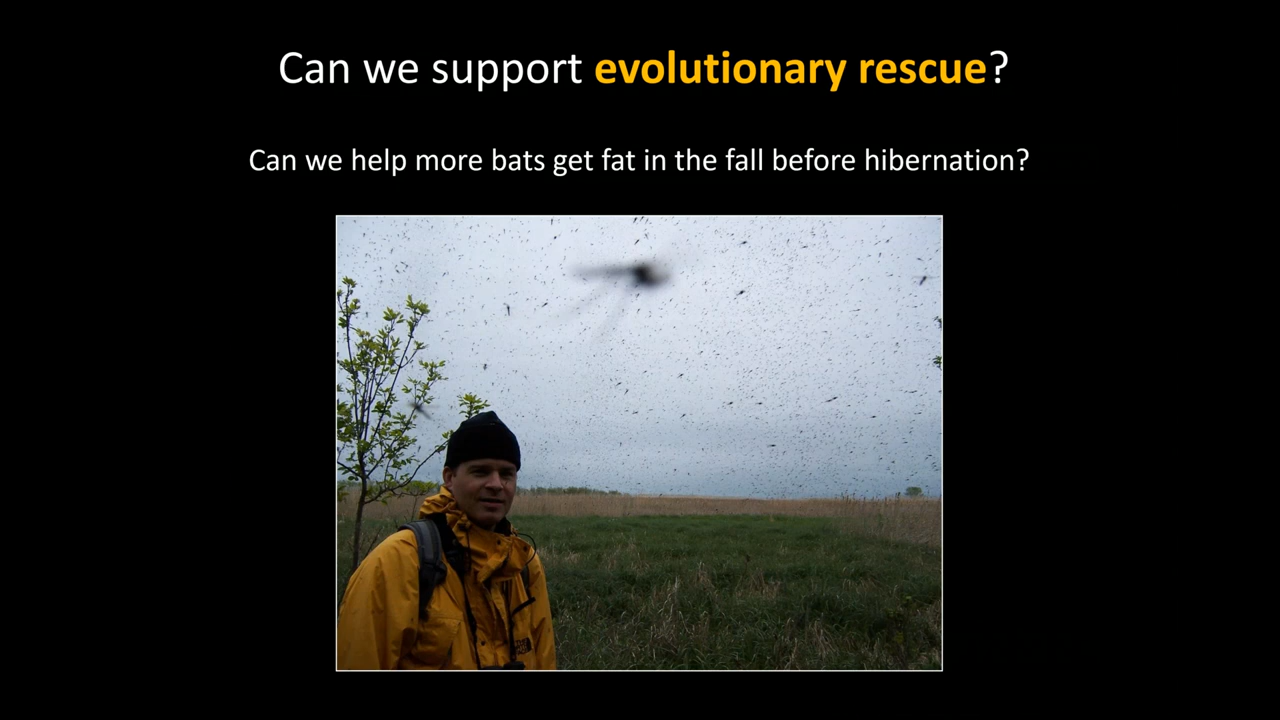 Can we support evolutionary rescue?
Can we help more bats get fat in the fall before hibernation?